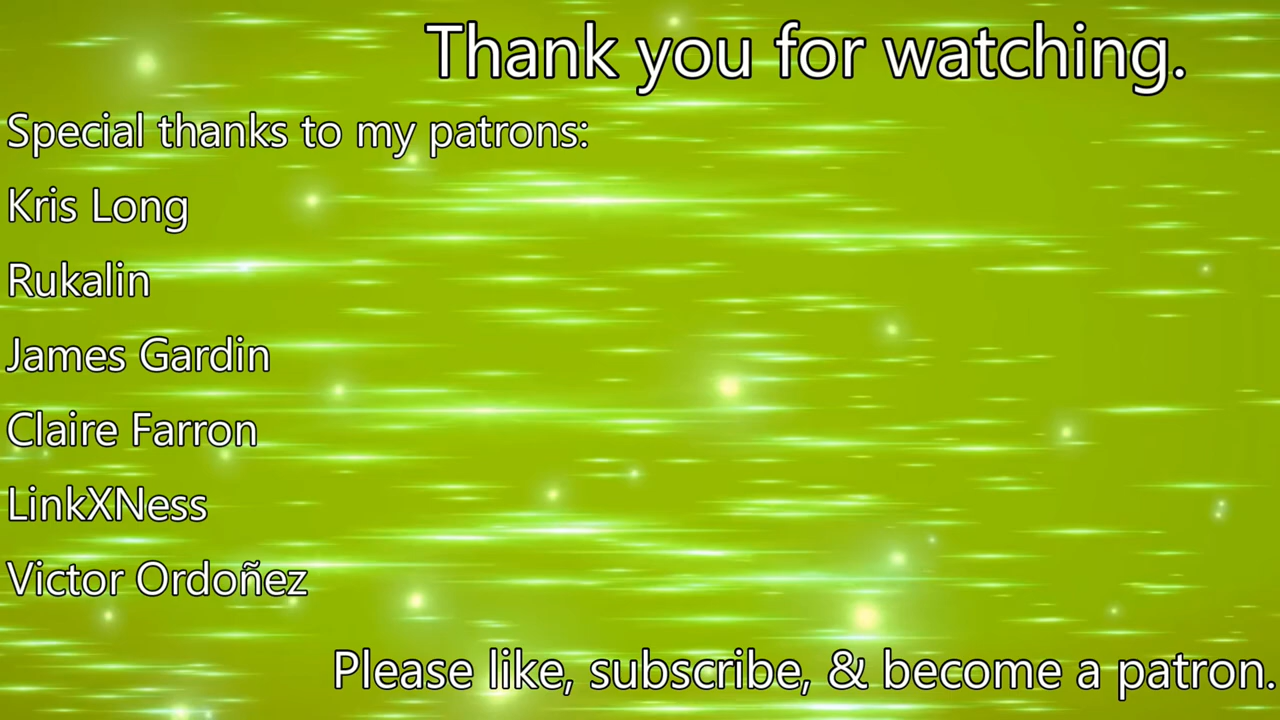 Thank you for watching.
Special thanks to my patrons:
Kris Long
Rukalin
James Gardin
Claire Farron
LinkXNess
Victor Ordoñez
Please like, subscribe, & become a patron.